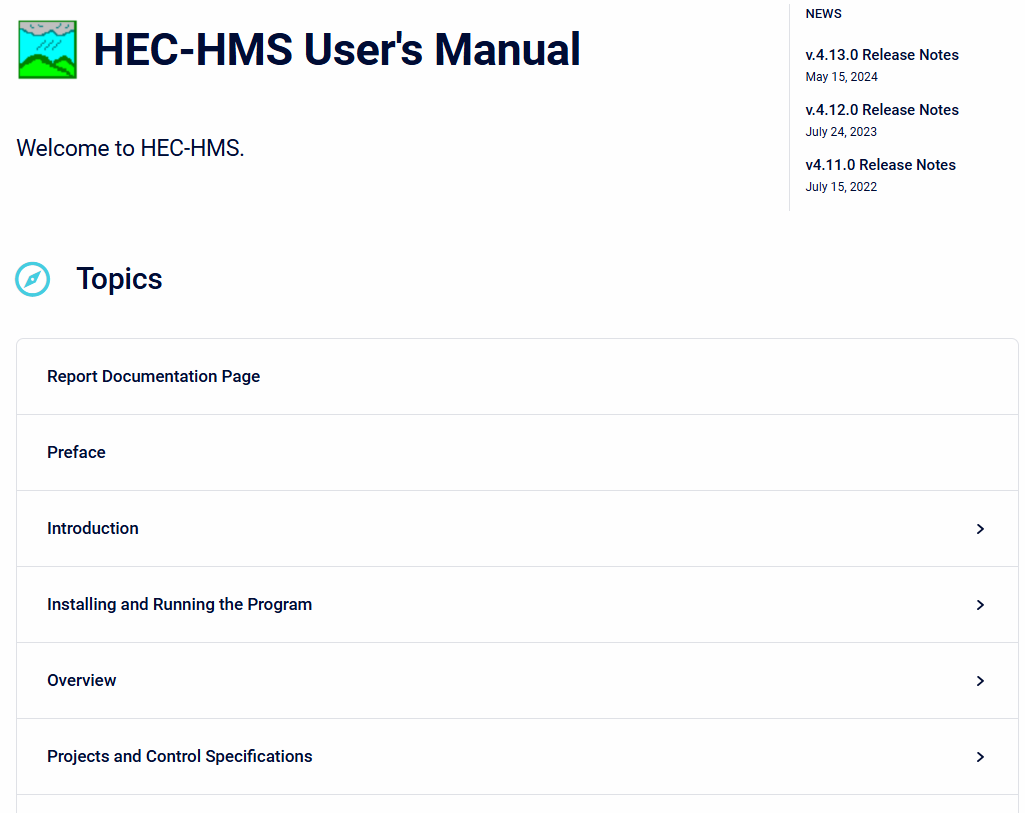 HEC-HMS User's Manual
Welcome to HEC-HMS.
NEWS
v.4.13.0 Release Notes
May 15, 2024
v.4.12.0 Release Notes
July 24, 2023
v4.11.0 Release Notes
July 15, 2022
Topics
Report Documentation Page
Preface
Introduction
Installing and Running the Program
Overview
Projects and Control Specifications